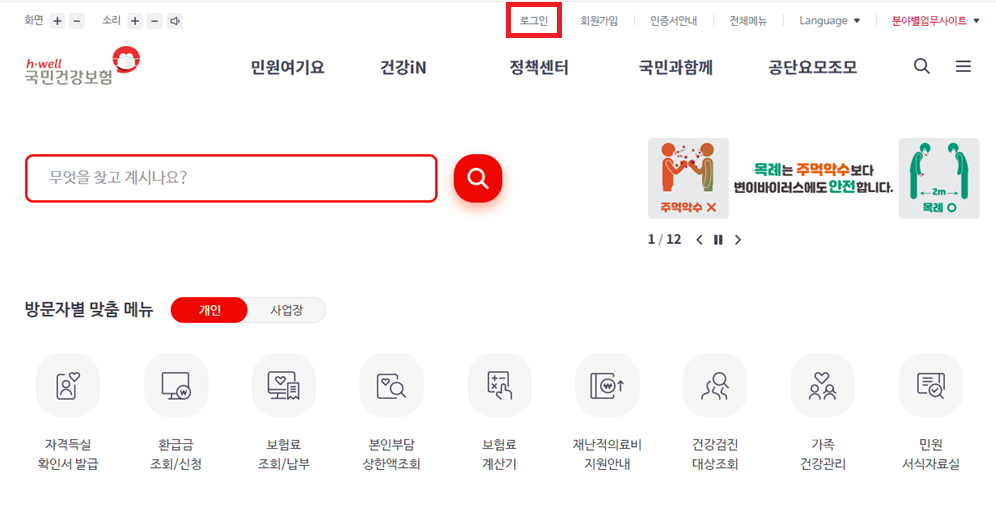 화면 + − 소리 + −
로그인 회원가입 인증서안내 전체메뉴 Language 분야별업무사이트
h·well
국민건강보험
민원여기요 건강iN 정책센터 국민과함께 공단요모조모
무엇을 찾고 계시나요?
주먹악수 X
목례는 주먹악수보다
변이바이러스에도 안전합니다.
2m
목례 O
1 / 12
방문자별 맞춤 메뉴 개인 사업장
자격득실
확인서 발급
환급금
조회/신청
보험료
조회/납부
본인부담
상한액조회
보험료
계산기
재난적의료비
지원안내
건강검진
대상조회
가족
건강관리
민원
서식자료실